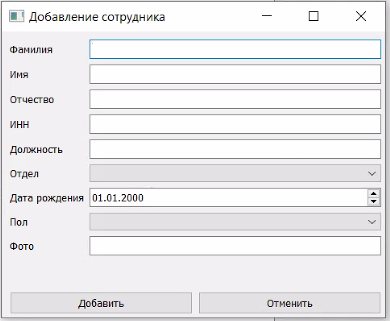 Добавление сотрудника
Фамилия
Имя
Отчество
ИНН
Должность
Отдел
Дата рождения 01.01.2000
Пол
Фото
Добавить Отменить